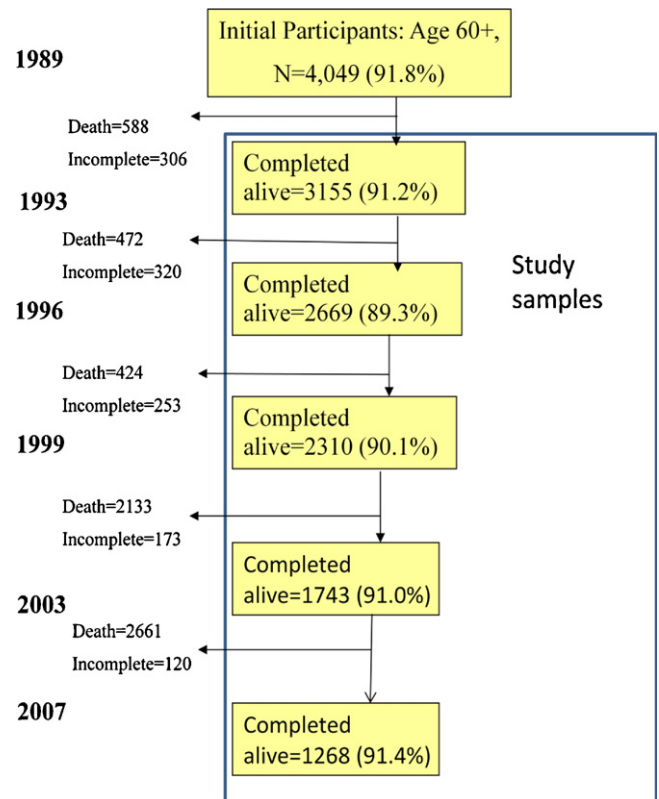 1989
Initial Participants: Age 60+,
N=4,049 (91.8%)
Death=588
Incomplete=306
1993
Completed
alive=3155 (91.2%)
Death=472
Incomplete=320
Study
samples
1996
Completed
alive=2669 (89.3%)
Death=424
Incomplete=253
1999
Completed
alive=2310 (90.1%)
Death=2133
Incomplete=173
2003
Completed
alive=1743 (91.0%)
Death=2661
Incomplete=120
2007
Completed
alive=1268 (91.4%)